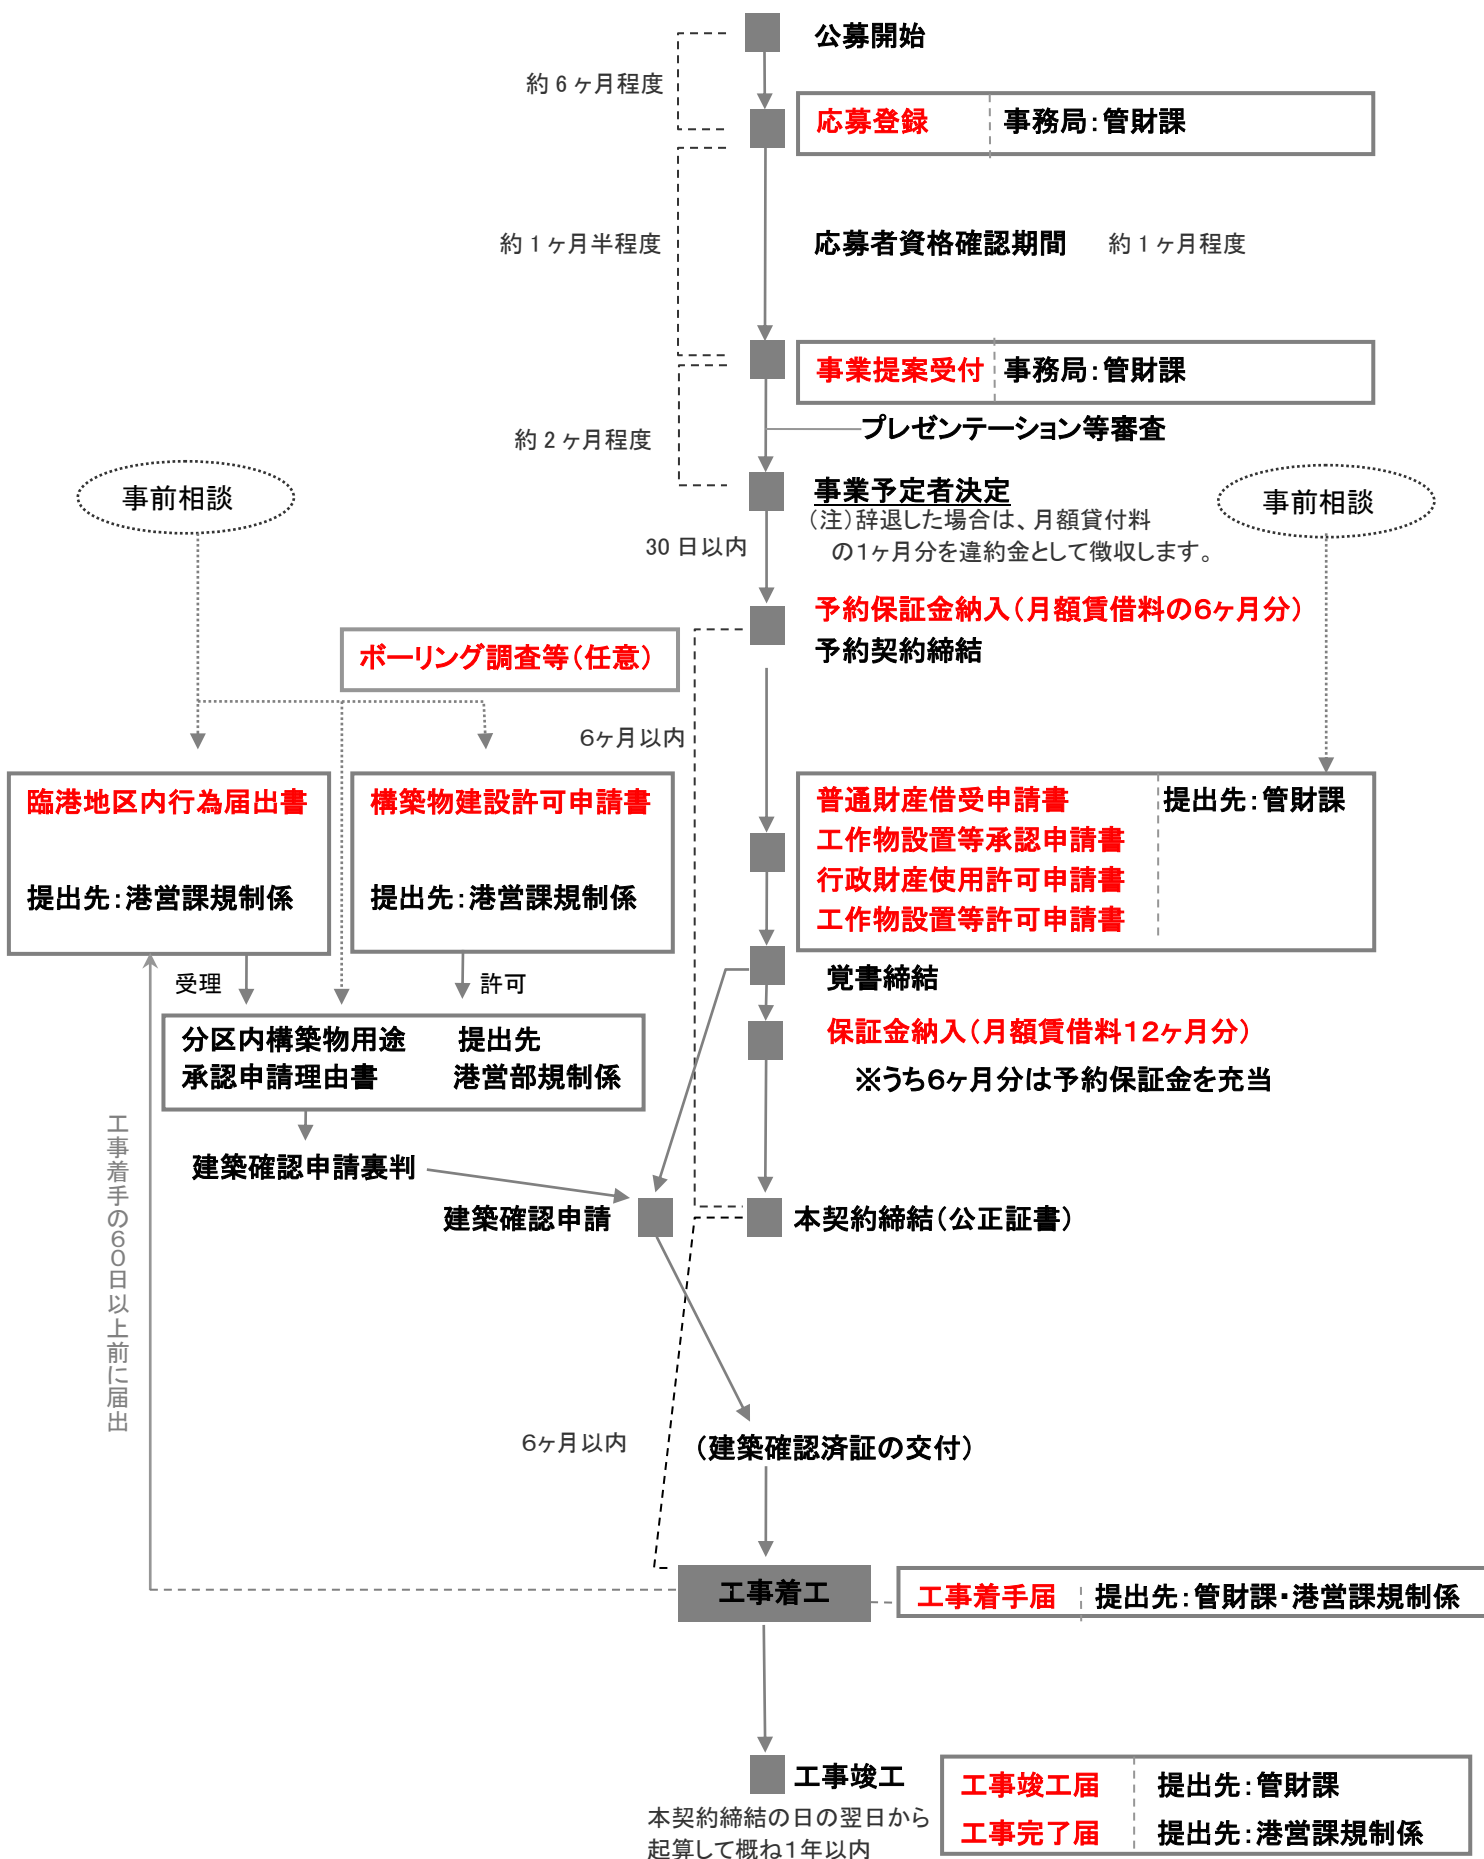 公募開始
約6ヶ月程度
応募登録 事務局：管財課
約1ヶ月半程度
応募者資格確認期間 約1ヶ月程度
事業提案受付 事務局：管財課
プレゼンテーション等審査
約2ヶ月程度
事前相談
事業予定者決定
（注）辞退した場合は、月額貸付料
の1ヶ月分を違約金として徴収します。
事前相談
30日以内
予約保証金納入（月額賃借料の6ヶ月分）
予約契約締結
ボーリング調査等（任意）
6ヶ月以内
臨港地区内行為届出書
提出先：港営課規制係
構築物建設許可申請書
提出先：港営課規制係
普通財産借受申請書 提出先：管財課
工作物設置等承認申請書
行政財産使用許可申請書
工作物設置等許可申請書
受理
許可
覚書締結
分区内構築物用途 提出先
承認申請理由書 港営部規制係
保証金納入（月額賃借料12ヶ月分）
※うち6ヶ月分は予約保証金を充当
工事着手の60日以上前に届出
建築確認申請裏判
建築確認申請
本契約締結（公正証書）
6ヶ月以内
（建築確認済証の交付）
工事着工
工事着手届 提出先：管財課・港営課規制係
工事竣工
本契約締結の日の翌日から
起算して概ね1年以内
工事竣工届 提出先：管財課
工事完了届 提出先：港営課規制係